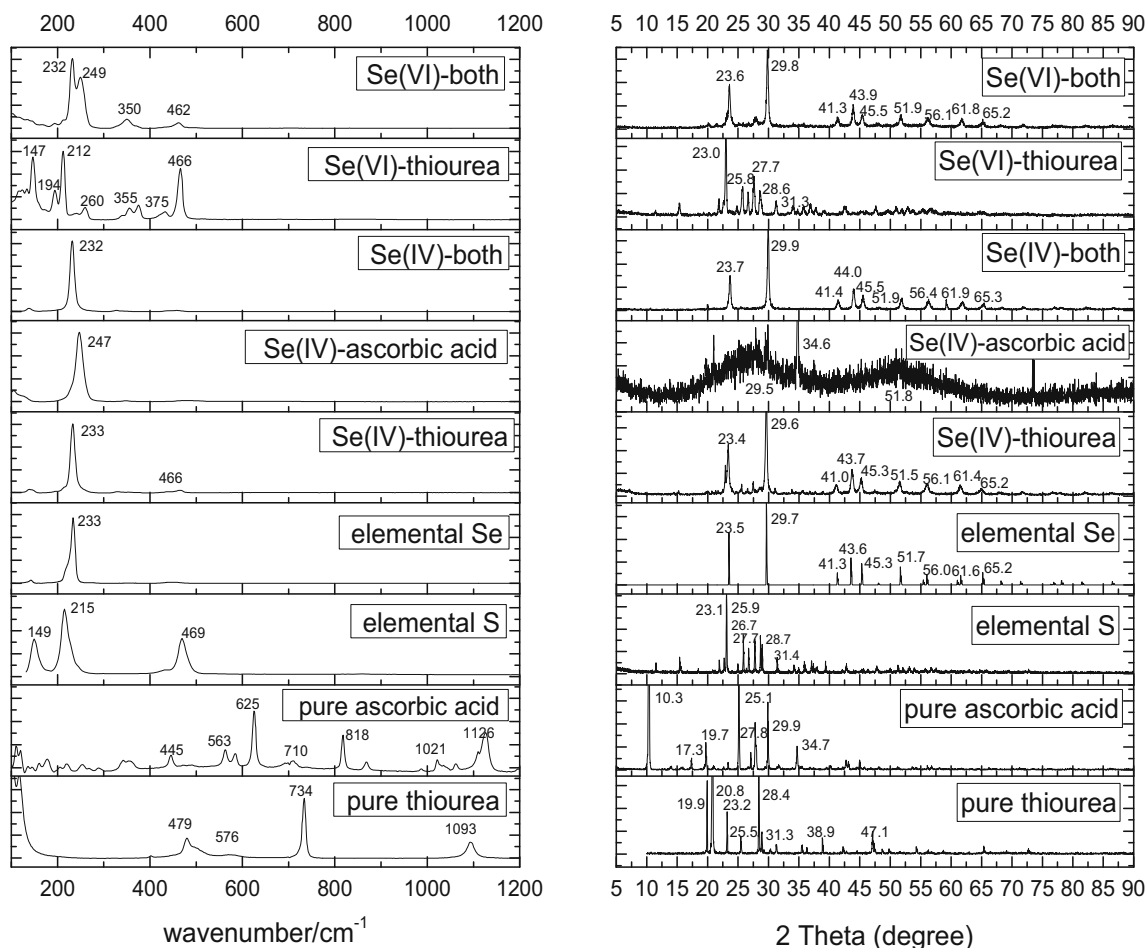 200 400 600 800 1000 1200
232 249 350 462 Se(VI)-both
147 212 194 260 355 375 466 Se(VI)-thiourea
232 Se(IV)-both
247 Se(IV)-ascorbic acid
233 466 Se(IV)-thiourea
233 elemental Se
149 215 469 elemental S
445 563 625 710 818 1021 1126 pure ascorbic acid
479 576 734 1093 pure thiourea
200 400 600 800 1000 1200
wavenumber/cm-1
5 10 15 20 25 30 35 40 45 50 55 60 65 70 75 80 85 90
23.6 29.8 41.3 43.9 45.5 51.9 56.1 61.8 65.2 Se(VI)-both
23.0 25.8 27.7 28.6 31.3 Se(VI)-thiourea
23.7 29.9 41.4 44.0 45.5 51.9 56.4 61.9 65.3 Se(IV)-both
29.5 34.6 51.8 Se(IV)-ascorbic acid
23.4 29.6 41.0 43.7 45.3 51.5 56.1 61.4 65.2 Se(IV)-thiourea
23.5 29.7 41.3 43.6 45.3 51.7 56.0 61.6 65.2 elemental Se
23.1 25.9 26.7 27.7 28.7 31.4 elemental S
10.3 17.3 19.7 25.1 27.8 29.9 34.7 pure ascorbic acid
19.9 20.8 23.2 25.5 28.4 31.3 38.9 47.1 pure thiourea
5 10 15 20 25 30 35 40 45 50 55 60 65 70 75 80 85 90
2 Theta (degree)